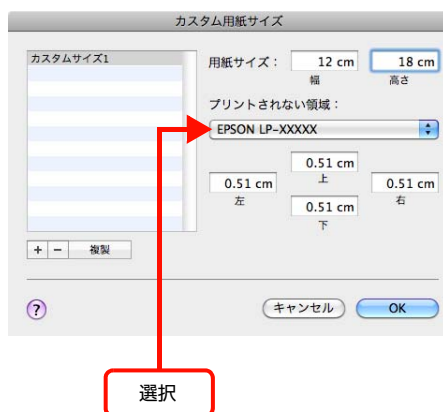 カスタム用紙サイズ
カスタムサイズ1
用紙サイズ： 12 cm 18 cm
幅 高さ
プリントされない領域：
EPSON LP-XXXXX
0.51 cm
上
0.51 cm 0.51 cm
左 右
0.51 cm
下
+ - 複製
? キャンセル OK
選択